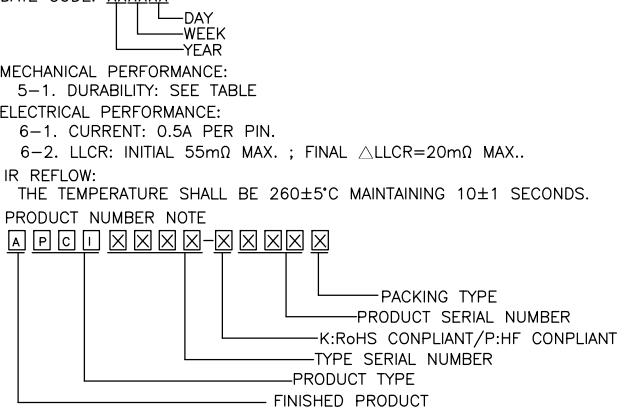 DAY
WEEK
YEAR
MECHANICAL PERFORMANCE:
5-1. DURABILITY: SEE TABLE
ELECTRICAL PERFORMANCE:
6-1. CURRENT: 0.5A PER PIN.
6-2. LLCR: INITIAL 55mΩ MAX. ; FINAL △LLCR=20mΩ MAX..
IR REFLOW:
THE TEMPERATURE SHALL BE 260±5°C MAINTAINING 10±1 SECONDS.
PRODUCT NUMBER NOTE
A P C I X X X X-X X X X X
PACKING TYPE
PRODUCT SERIAL NUMBER
K:RoHS CONPLIANT/P:HF CONPLIANT
TYPE SERIAL NUMBER
PRODUCT TYPE
FINISHED PRODUCT